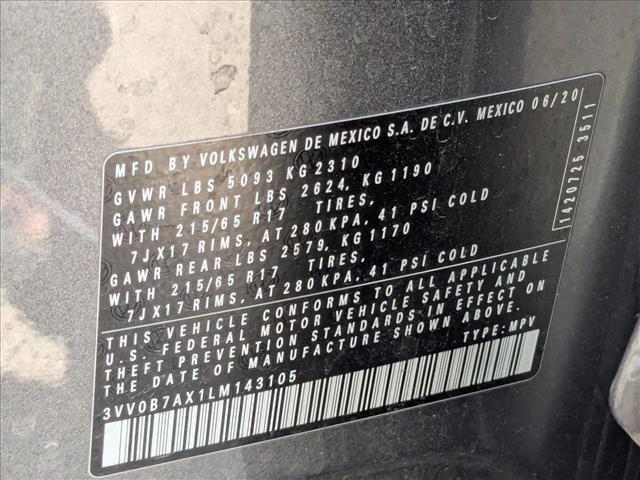 MFD BY VOLKSWAGEN DE MEXICO S.A. DE C.V. MEXICO 06/20
GVWR LBS 5093 KG 2310
GAWR FRONT LBS 2624, KG 1190
WITH 215/65 R17 TIRES,
7JX17 RIMS, AT 280 KPA, 41 PSI COLD
GAWR REAR LBS 2579, KG 1170
WITH 215/65 R17 TIRES,
7JX17 RIMS, AT 280 KPA, 41 PSI COLD
THIS VEHICLE CONFORMS TO ALL APPLICABLE
U.S. FEDERAL MOTOR VEHICLE SAFETY AND
THEFT PREVENTION STANDARDS IN EFFECT ON
THE DATE OF MANUFACTURE SHOWN ABOVE.
3VV0B7AX1LM143105 TYPE: MPV
1420725 3511